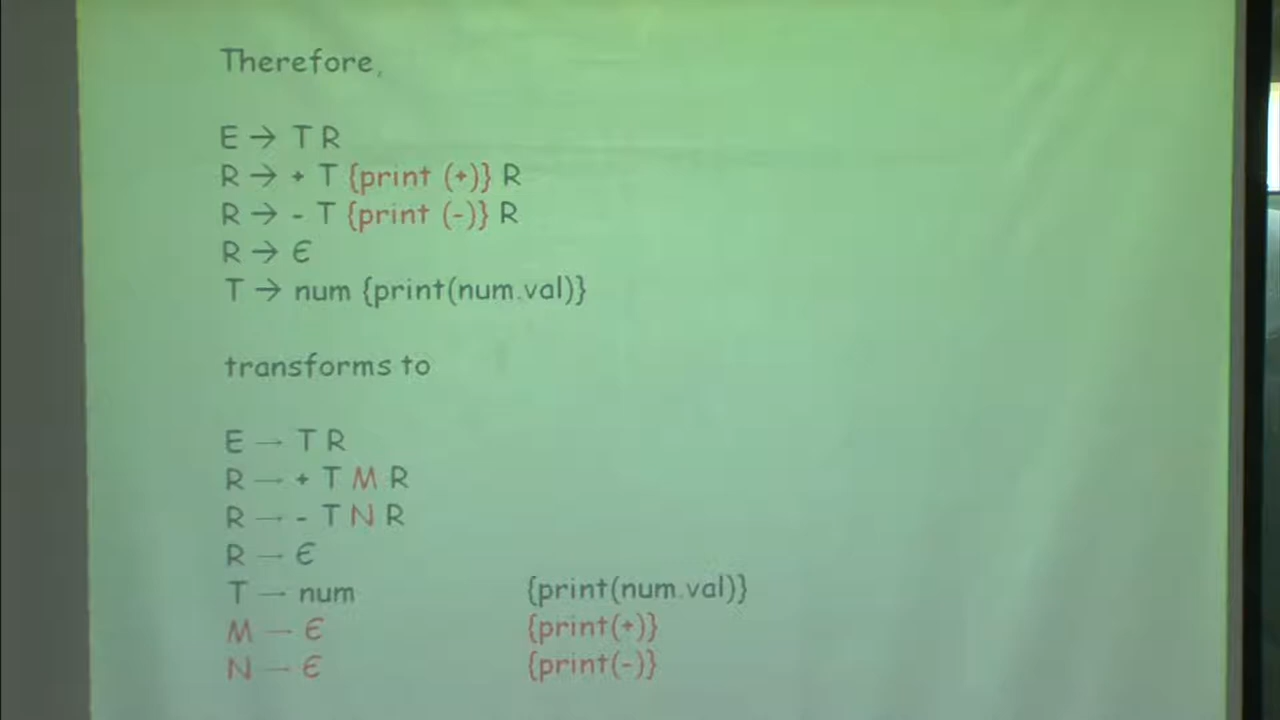 Therefore,
E → T R
R → + T {print (+)} R
R → - T {print (-)} R
R → ϵ
T → num {print(num.val)}
transforms to
E → T R
R → + T M R
R → - T N R
R → ϵ
T → num {print(num.val)}
M → ϵ {print(+)}
N → ϵ {print(-)}